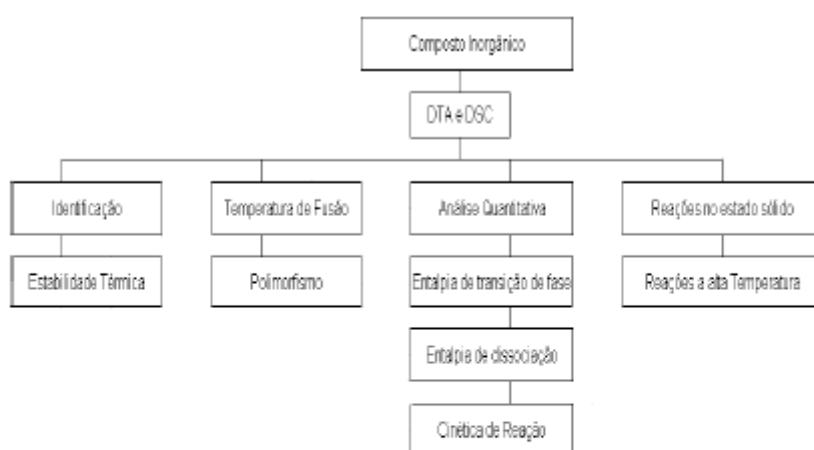 Composto Inorgânico
DTA e DSC
Identificação
Temperatura de Fusão
Análise Quantitativa
Reações no estado sólido
Estabilidade Térmica
Polimorfismo
Entalpia de transição de fase
Reações a alta Temperatura
Entalpia de dissociação
Cinética de Reação